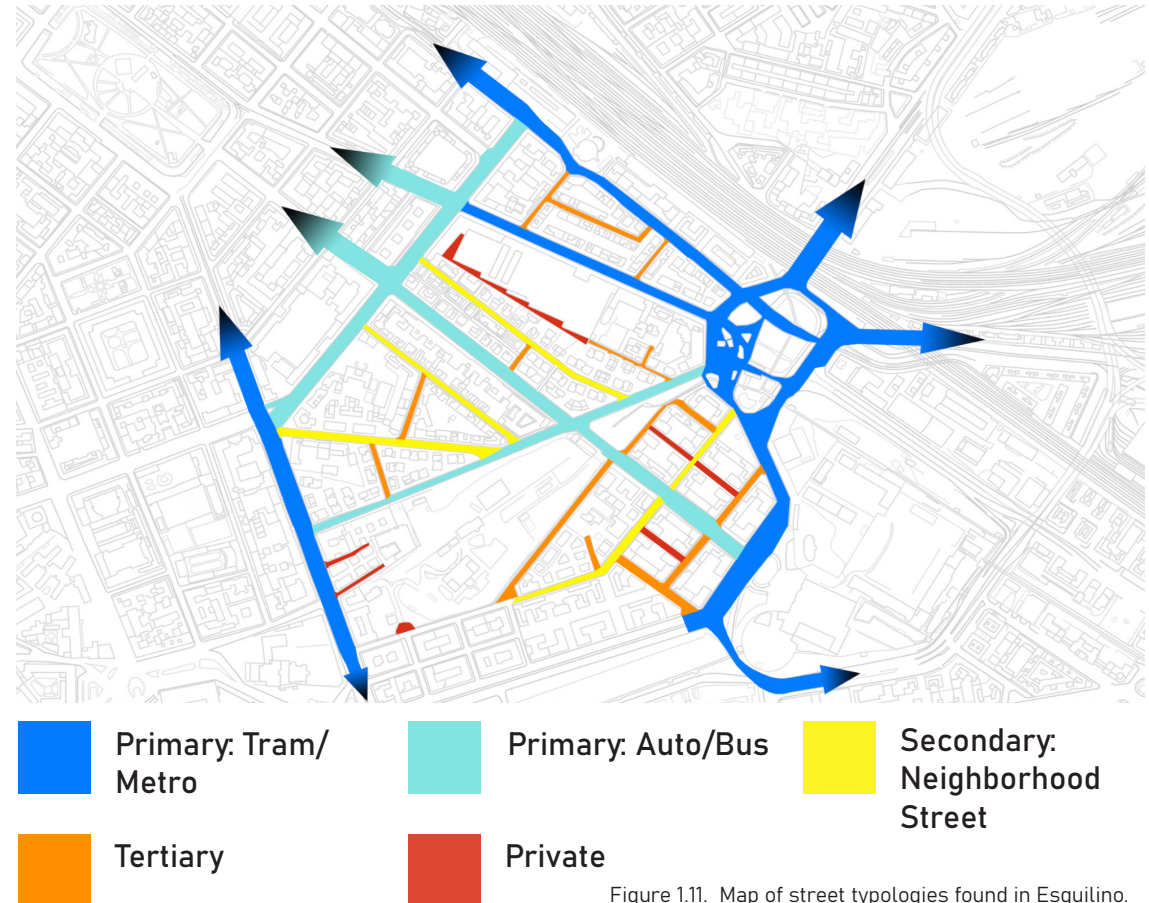 Primary: Tram/
Metro
Primary: Auto/Bus
Secondary:
Neighborhood
Street
Tertiary
Private
Figure 1.11. Map of street typologies found in Esquilino.